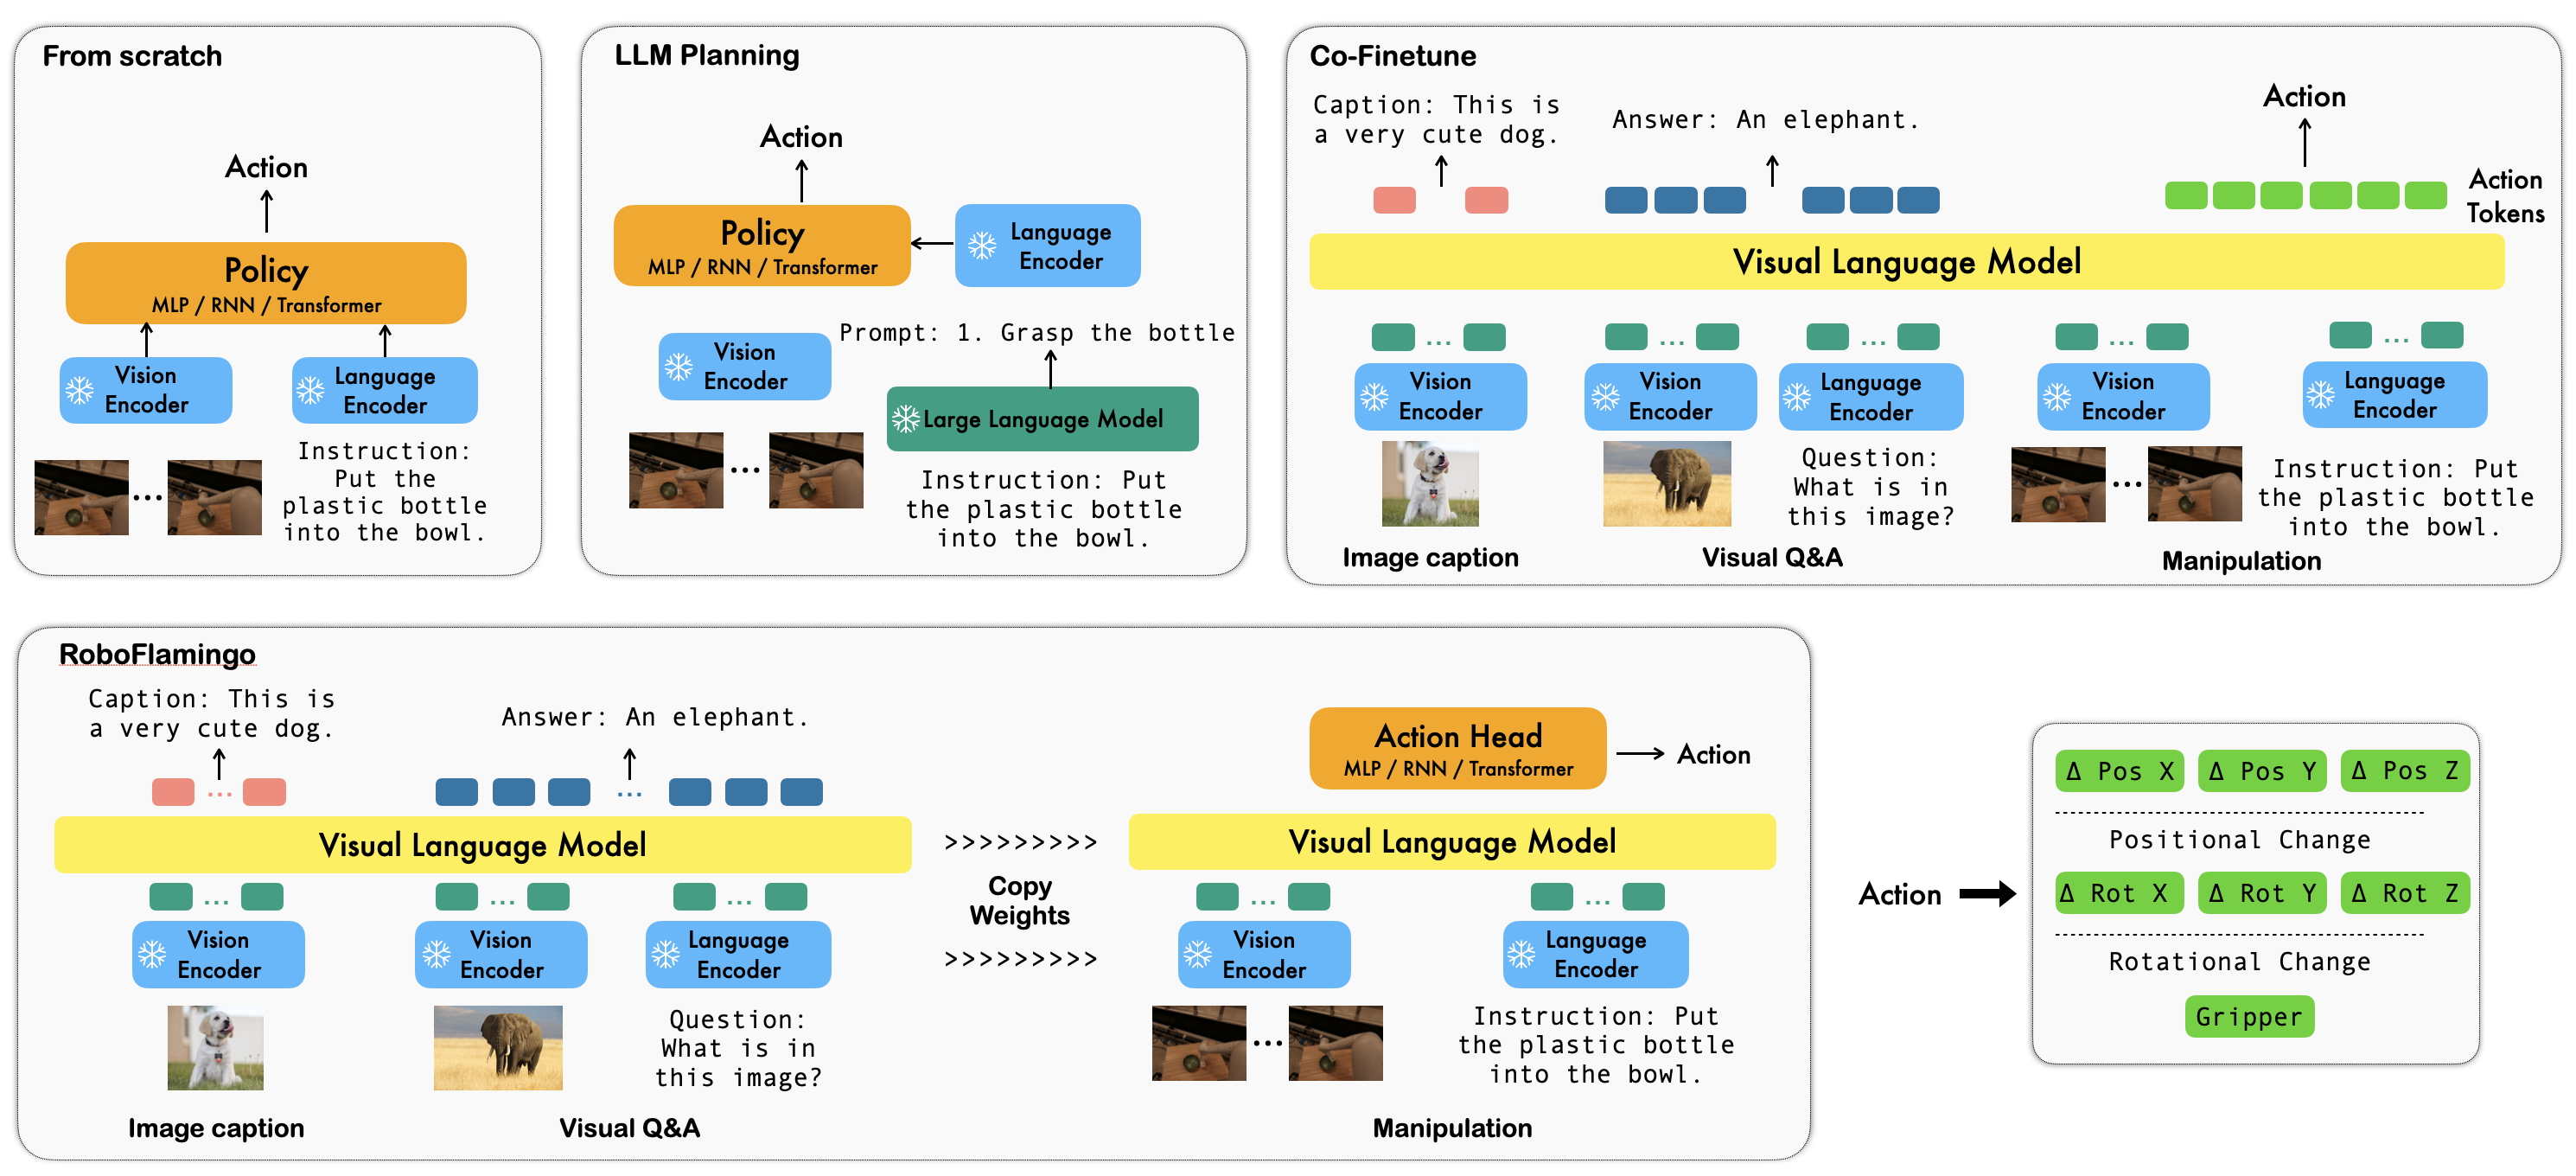 From scratch
Action
Policy
MLP / RNN / Transformer
Vision
Encoder
Language
Encoder
Instruction:
Put the
plastic bottle
into the bowl.
LLM Planning
Action
Policy
MLP / RNN / Transformer
Language
Encoder
Vision
Encoder
Prompt: 1. Grasp the bottle
Large Language Model
Instruction: Put
the plastic bottle
into the bowl.
Co-Finetune
Caption: This is
a very cute dog.
Answer: An elephant.
Action
Action
Tokens
Visual Language Model
...
...
...
...
...
Vision
Encoder
Vision
Encoder
Language
Encoder
Vision
Encoder
Language
Encoder
Question:
What is in
this image?
Instruction: Put
the plastic bottle
into the bowl.
Image caption
Visual Q&A
Manipulation
RoboFlamingo
Caption: This is
a very cute dog.
Answer: An elephant.
...
...
Visual Language Model
...
...
...
Vision
Encoder
Vision
Encoder
Language
Encoder
Question:
What is in
this image?
Image caption
Visual Q&A
>>>>>>>>>
Copy
Weights
>>>>>>>>>
Action Head
MLP / RNN / Transformer
Action
Visual Language Model
...
...
Vision
Encoder
Language
Encoder
Instruction: Put
the plastic bottle
into the bowl.
Manipulation
Action
Δ Pos X Δ Pos Y Δ Pos Z
Positional Change
Δ Rot X Δ Rot Y Δ Rot Z
Rotational Change
Gripper